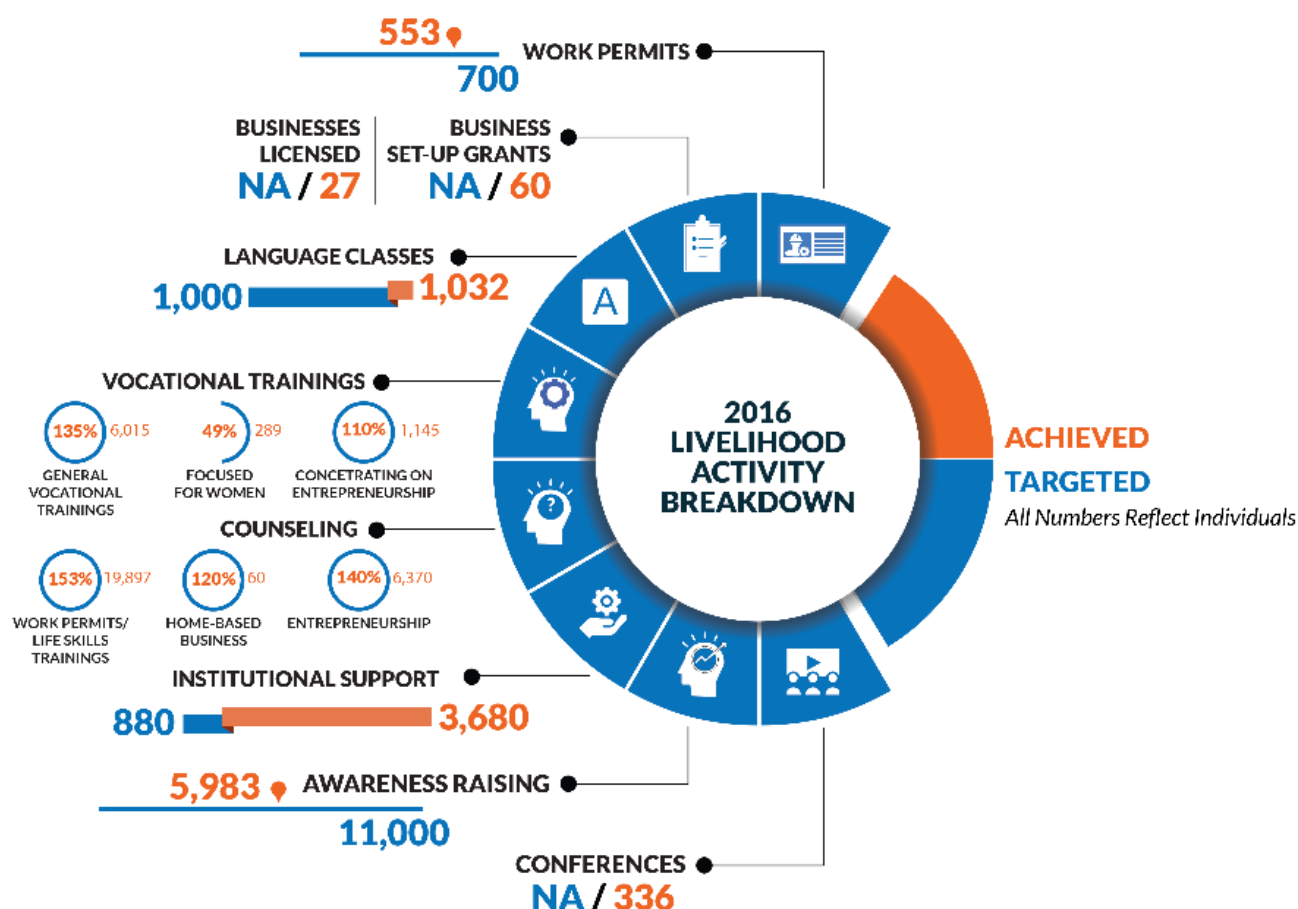 553
WORK PERMITS
700
BUSINESSES
LICENSED
NA / 27
BUSINESS
SET-UP GRANTS
NA / 60
LANGUAGE CLASSES
1,000
1,032
A
VOCATIONAL TRAININGS
135% 6,015
GENERAL
VOCATIONAL
TRAININGS
49% 289
FOCUSED
FOR WOMEN
110% 1,145
CONCETRATING ON
ENTREPRENEURSHIP
COUNSELING
?
153% 19,897
WORK PERMITS/
LIFE SKILLS
TRAININGS
120% 60
HOME-BASED
BUSINESS
140% 6,370
ENTREPRENEURSHIP
INSTITUTIONAL SUPPORT
880
3,680
5,983
AWARENESS RAISING
11,000
CONFERENCES
NA / 336
2016
LIVELIHOOD
ACTIVITY
BREAKDOWN
ACHIEVED
TARGETED
All Numbers Reflect Individuals